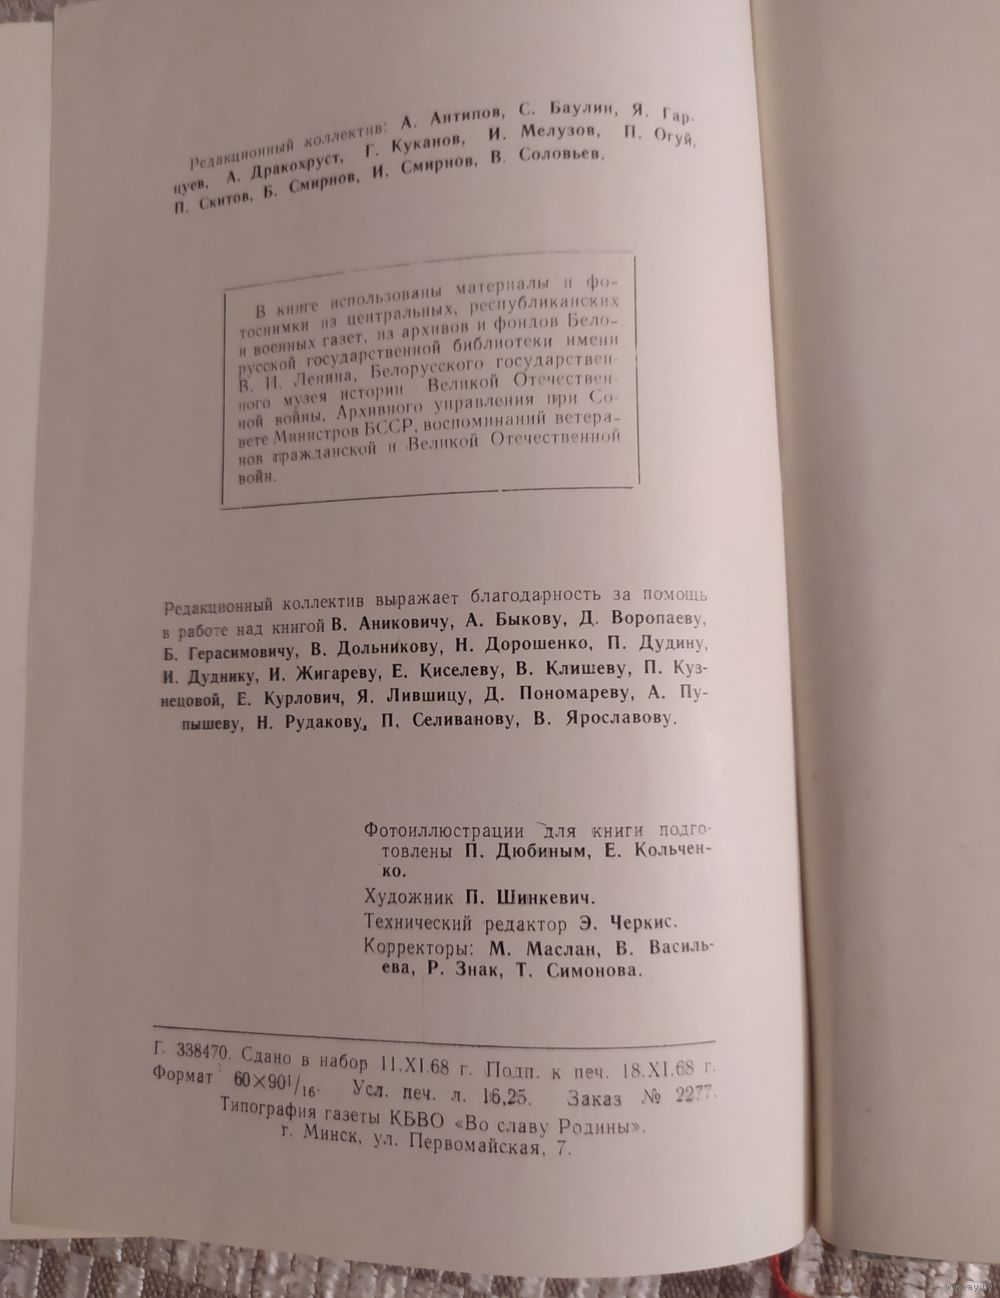 Редакционный коллектив: А. Антипов, С. Баулин, Я. Гар-
цуев, А. Дракохруст, Г. Куканов, И. Мелузов, П. Огуй,
П. Скитов, Б. Смирнов, И. Смирнов, В. Соловьев.
В книге использованы материалы и фо-
тоснимки из центральных, республиканских
и военных газет, из архивов и фондов Бело-
русской государственной библиотеки имени
В. И. Ленина, Белорусского государствен-
ного музея истории Великой Отечествен-
ной войны, Архивного управления при Со-
вете Министров БССР, воспоминаний ветера-
нов гражданской и Великой Отечественной
войн.
Редакционный коллектив выражает благодарность за помощь
в работе над книгой В. Аниковичу, А. Быкову, Д. Воропаеву,
Б. Герасимовичу, В. Дольникову, Н. Дорошенко, П. Дудину,
И. Дуднику, И. Жигареву, Е. Киселеву, В. Клишеву, П. Куз-
нецовой, Е. Курлович, Я. Лившицу, Д. Пономареву, А. Пу-
пышеву, Н. Рудакову, П. Селиванову, В. Ярославову.
Фотоиллюстрации для книги подго-
товлены П. Дюбиным, Е. Кольчен-
ко.
Художник П. Шинкевич.
Технический редактор Э. Черкис.
Корректоры: М. Маслан, В. Василь-
ева, Р. Знак, Т. Симонова.
Г. 338470. Сдано в набор 11.XI.68 г. Подп. к печ. 18.XI.68 г.
Формат 60×90¹/₁₆. Усл. печ. л. 16,25. Заказ № 2277.
Типография газеты КБВО «Во славу Родины».
г. Минск, ул. Первомайская, 7.